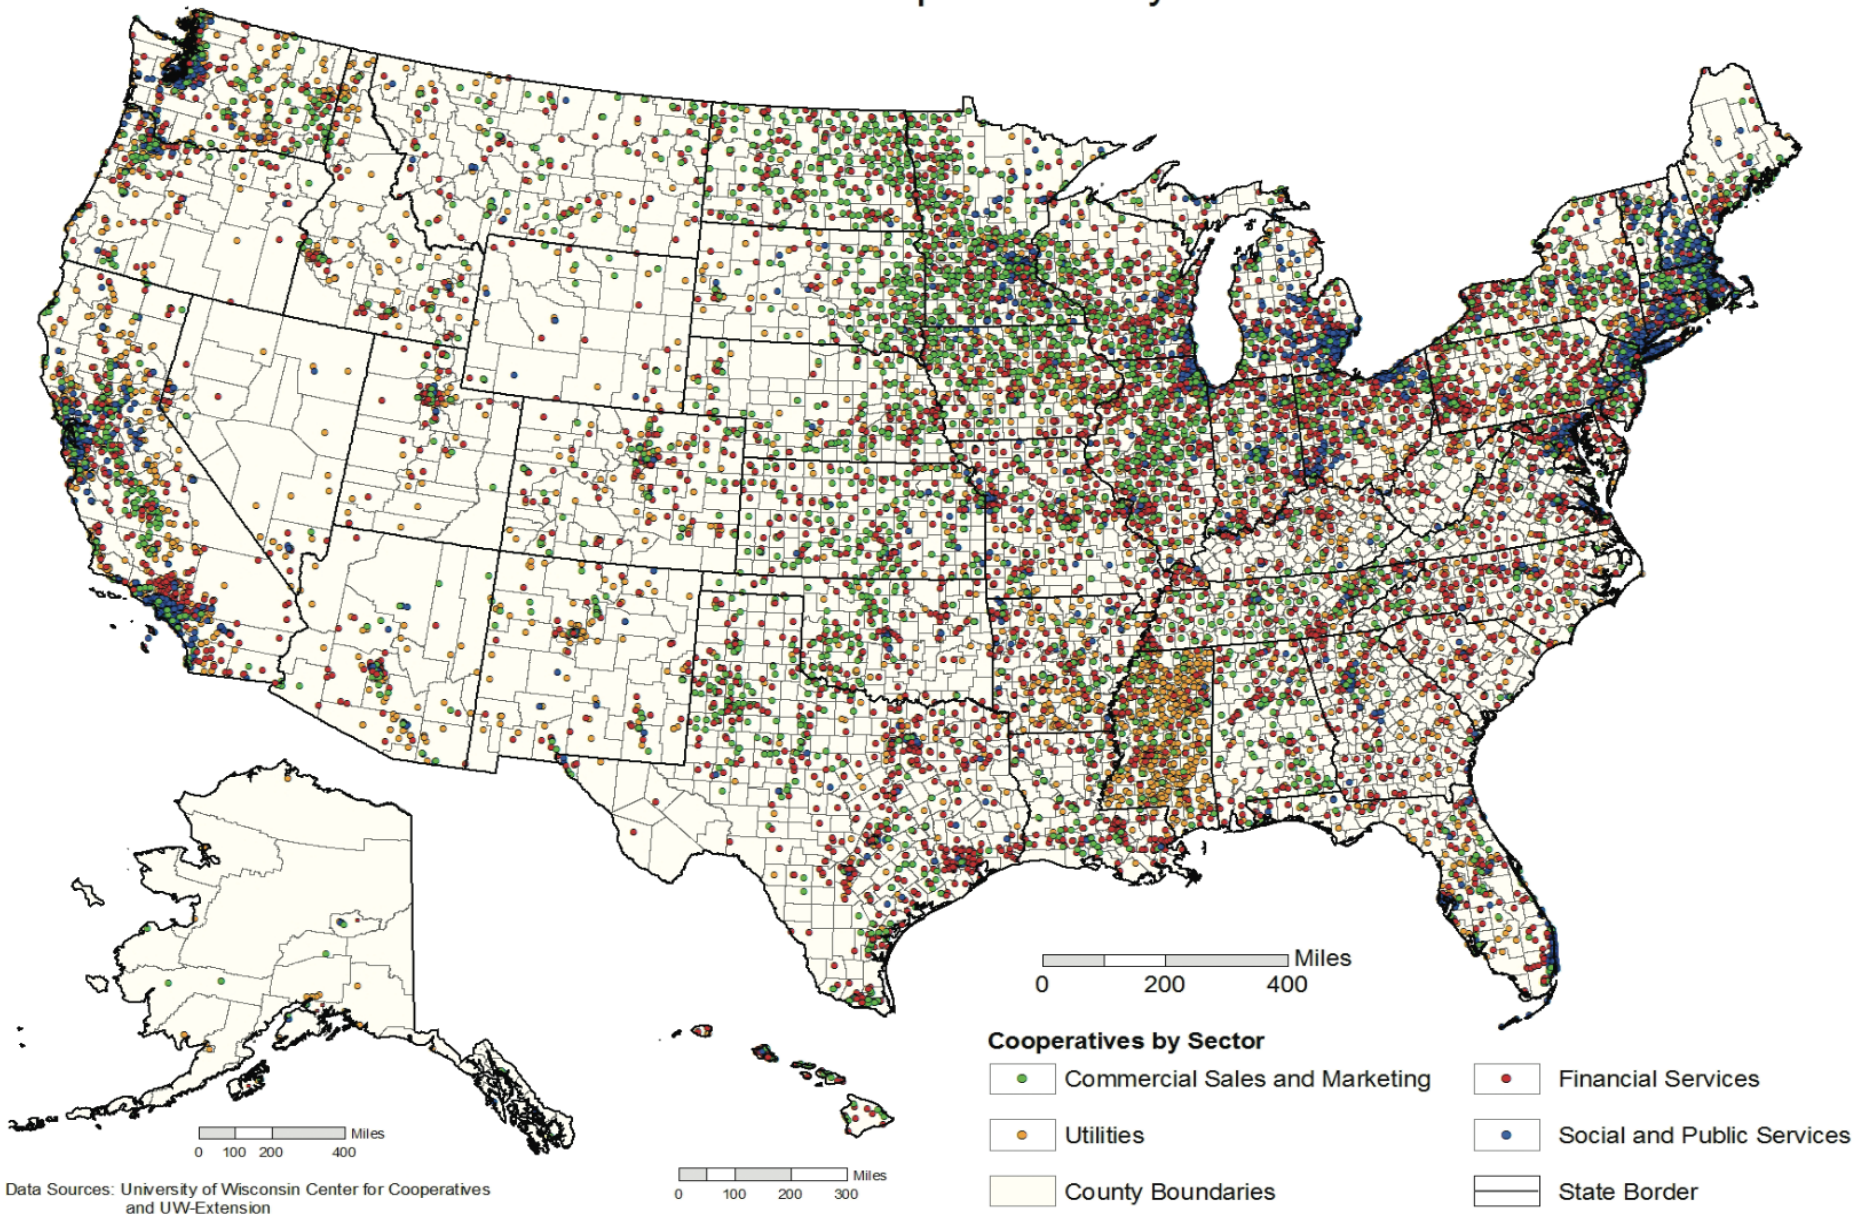 Miles
0 200 400
Cooperatives by Sector
Commercial Sales and Marketing
Financial Services
Utilities
Social and Public Services
County Boundaries
State Border
Miles
0 100 200 400
Miles
0 100 200 300
Data Sources: University of Wisconsin Center for Cooperatives
and UW-Extension